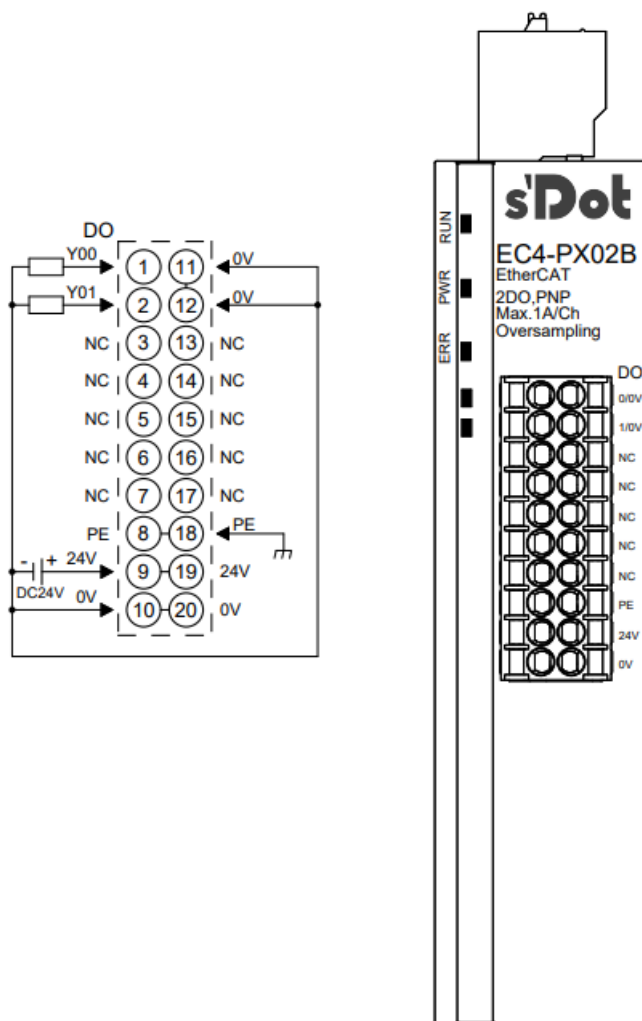 DO
Y00 1 11 0V
Y01 2 12 0V
NC 3 13 NC
NC 4 14 NC
NC 5 15 NC
NC 6 16 NC
NC 7 17 NC
PE 8 18 PE
- + 24V 9 19 24V
DC24V
0V 10 20 0V
RUN
PWR
ERR
s'Dot
EC4-PX02B
EtherCAT
2DO,PNP
Max.1A/Ch
Oversampling
DO
0/0V
1/0V
NC
NC
NC
NC
NC
PE
24V
0V